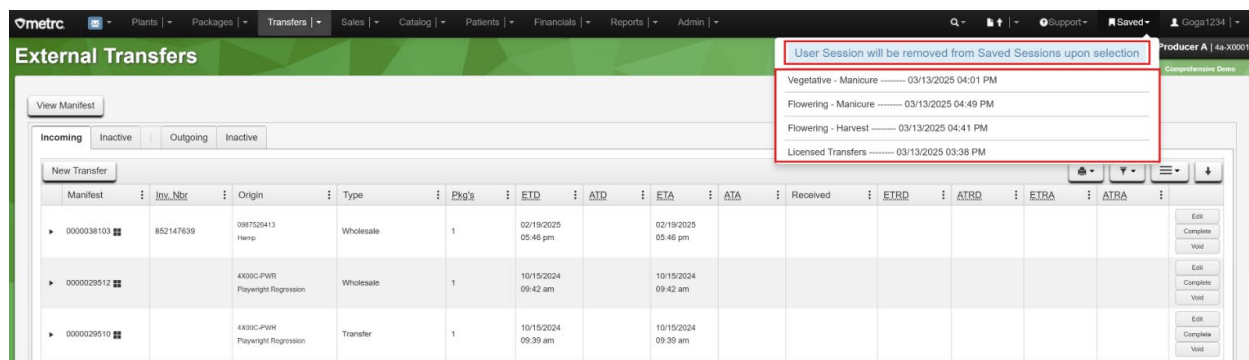 metrc Plants | Packages | Transfers | Sales | Catalog | Patients | Financials | Reports | Admin | Support Saved Goga1234 |
External Transfers
User Session will be removed from Saved Sessions upon selection
Producer A | 4a-X0001
Comprehensive Demo
Vegetative - Manicure -------- 03/13/2025 04:01 PM
Flowering - Manicure -------- 03/13/2025 04:49 PM
Flowering - Harvest -------- 03/13/2025 04:41 PM
Licensed Transfers -------- 03/13/2025 03:38 PM
View Manifest
Incoming Inactive | Outgoing Inactive
New Transfer
Manifest Inv. Nbr Origin Type Pkg's ETD ATD ETA ATA Received ETRD ATRD ETRA ATRA
0000038103 852147639 0987526413 Hemp Wholesale 1 02/19/2025 05:46 pm 02/19/2025 05:46 pm Edit Complete Void
0000029512 4X00C-PWR Playwright Regression Wholesale 1 10/15/2024 09:42 am 10/15/2024 09:42 am Edit Complete Void
0000029510 4X00C-PWR Playwright Regression Transfer 1 10/15/2024 09:39 am 10/15/2024 09:39 am Edit Complete Void